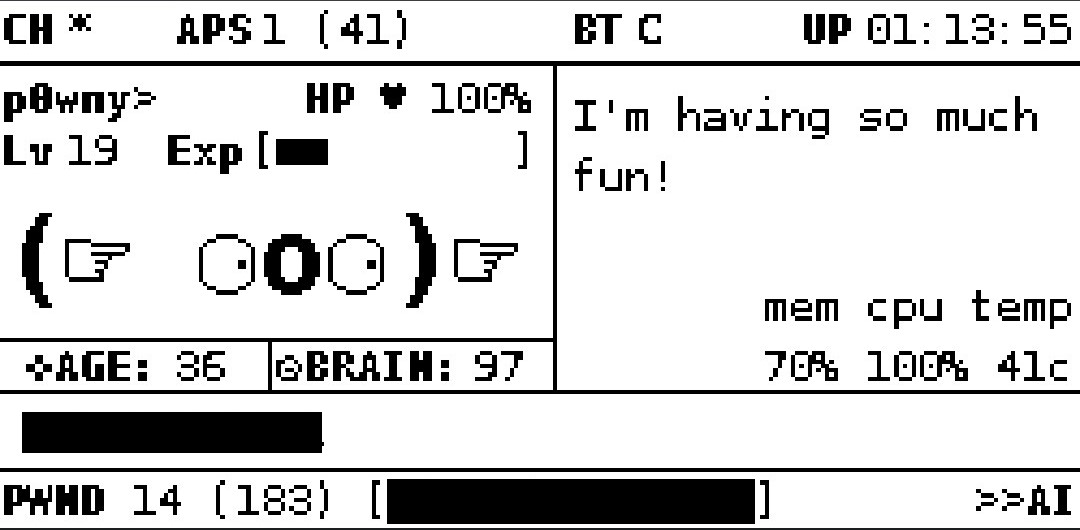 CH * APS 1 (41) BT C UP 01:13:55
p0wny> HP ♥ 100%
Lv 19 Exp [ ]
(☞ ⚆O⚆)☞
AGE: 36 BRAIN: 97
I'm having so much
fun!
mem cpu temp
70% 100% 41c
PWND 14 (183) [ ] >>AI